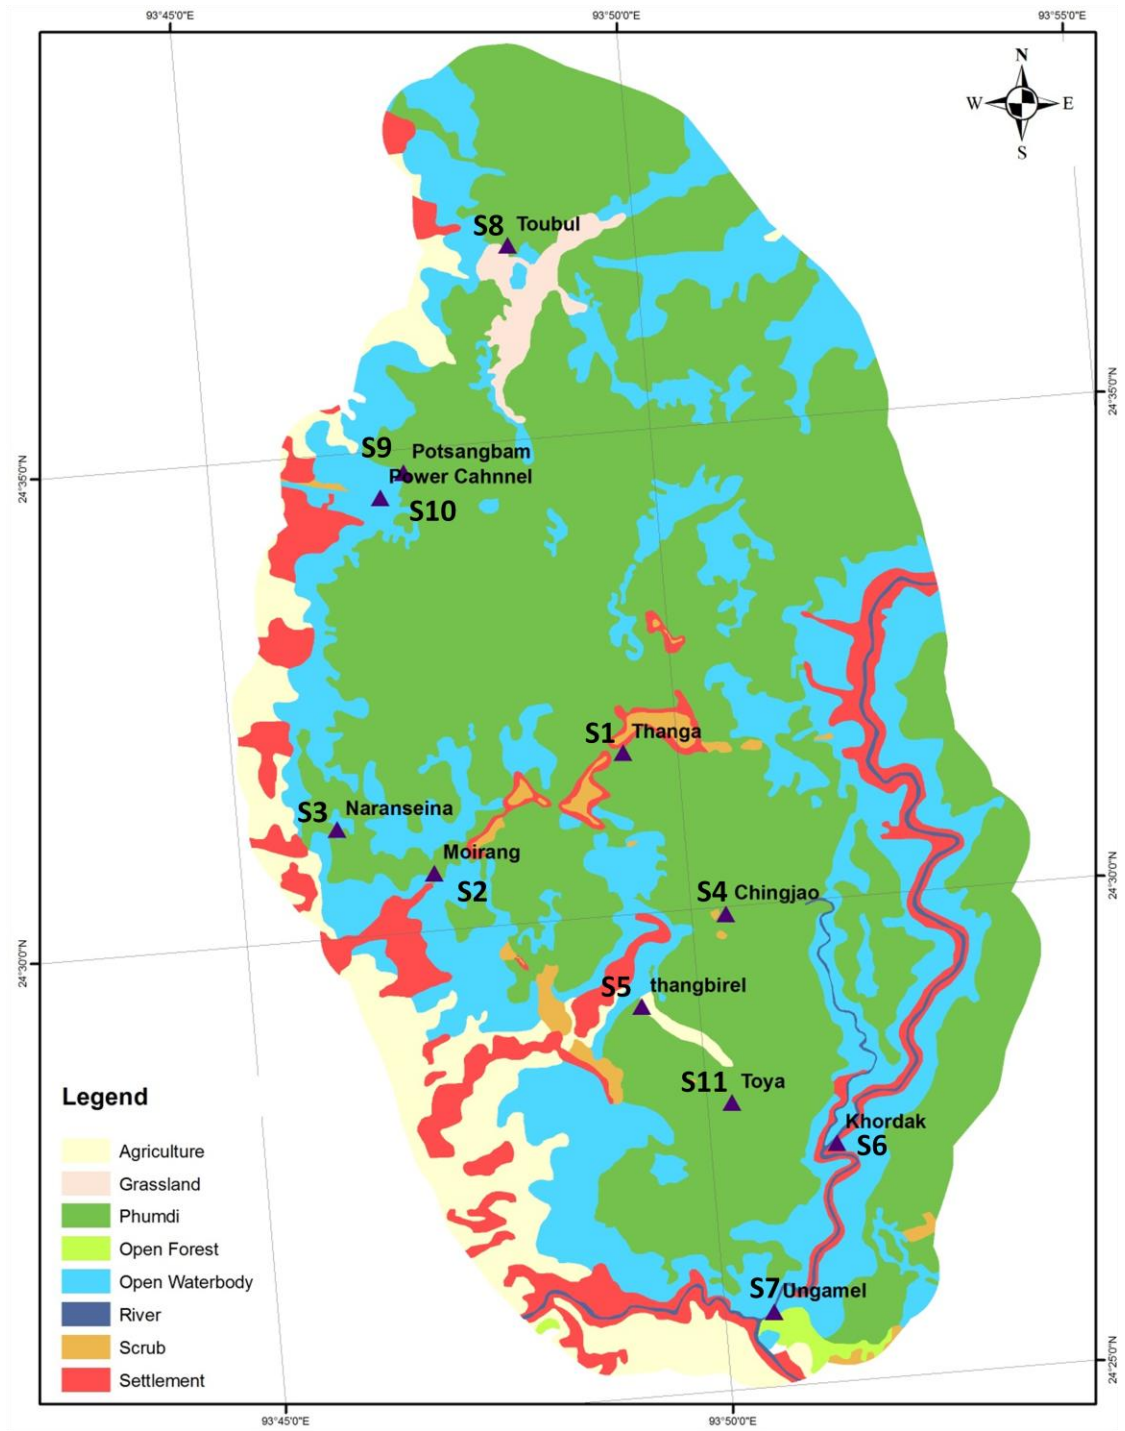 93°45'0"E 93°50'0"E 93°55'0"E
N
W E
S
S8 Toubul
24°35'0"N
S9 Potsangbam
Power Cahnnel
24°35'0"N
S10
S1 Thanga
S3 Naranseina
Moirang
S2
24°30'0"N
S4 Chingjao
24°30'0"N
S5 thangbirel
S11 Toya
Khordak
S6
S7 Ungamel
24°25'0"N
Legend
Agriculture
Grassland
Phumdi
Open Forest
Open Waterbody
River
Scrub
Settlement
93°45'0"E 93°50'0"E